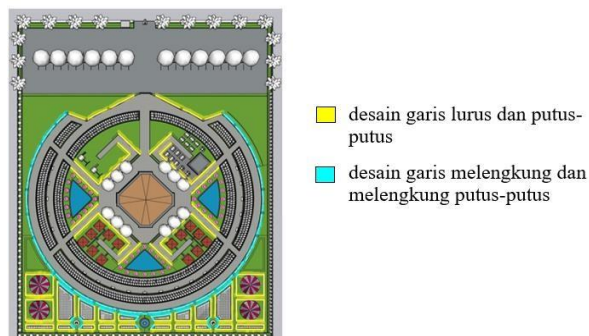 desain garis lurus dan putus-
putus
desain garis melengkung dan
melengkung putus-putus